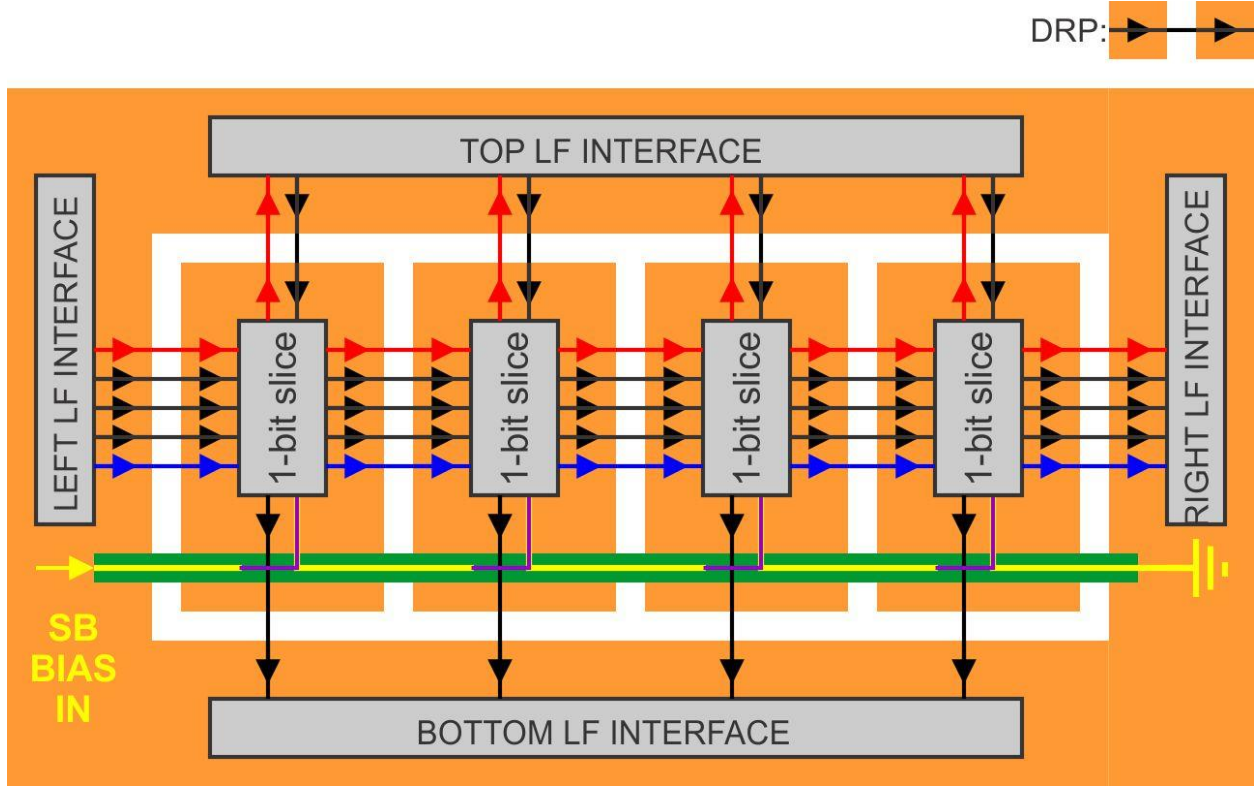 DRP:
TOP LF INTERFACE
LEFT LF INTERFACE
1-bit slice
1-bit slice
1-bit slice
1-bit slice
RIGHT LF INTERFACE
SB
BIAS
IN
BOTTOM LF INTERFACE